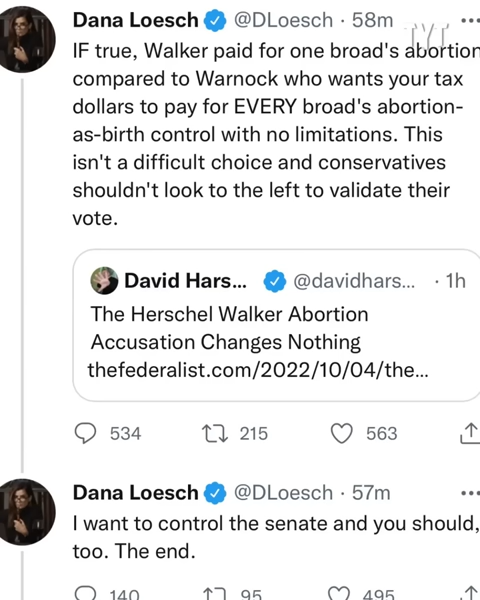 Dana Loesch @DLoesch · 58m
TYT
IF true, Walker paid for one broad's abortion
compared to Warnock who wants your tax
dollars to pay for EVERY broad's abortion-
as-birth control with no limitations. This
isn't a difficult choice and conservatives
shouldn't look to the left to validate their
vote.
David Hars... @davidhars... · 1h
The Herschel Walker Abortion
Accusation Changes Nothing
thefederalist.com/2022/10/04/the...
534 215 563
Dana Loesch @DLoesch · 57m
I want to control the senate and you should,
too. The end.
140 95 495